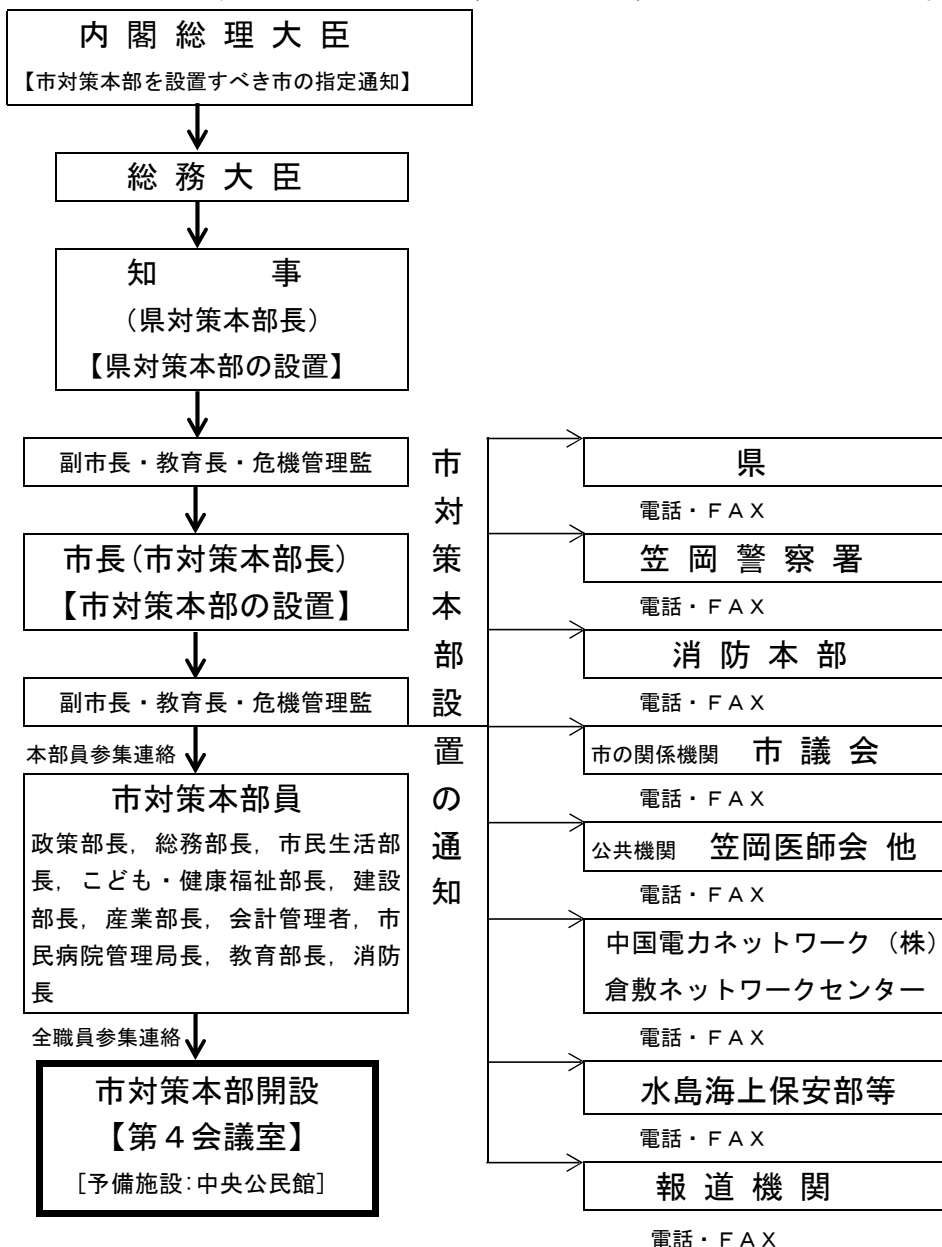 内閣総理大臣
【市対策本部を設置すべき市の指定通知】
総務大臣
知　　　事
（県対策本部長）
【県対策本部の設置】
副市長・教育長・危機管理監
市長（市対策本部長）
【市対策本部の設置】
副市長・教育長・危機管理監
本部員参集連絡
市対策本部員
政策部長，総務部長，市民生活部
長，こども・健康福祉部長，建設
部長，産業部長，会計管理者，市
民病院管理局長，教育部長，消防
長
全職員参集連絡
市対策本部開設
【第４会議室】
［予備施設：中央公民館］
市対策本部設置の通知
県
電話・ＦＡＸ
笠岡警察署
電話・ＦＡＸ
消防本部
電話・ＦＡＸ
市の関係機関　市議会
電話・ＦＡＸ
公共機関　笠岡医師会 他
電話・ＦＡＸ
中国電力ネットワーク（株）
倉敷ネットワークセンター
電話・ＦＡＸ
水島海上保安部等
電話・ＦＡＸ
報道機関
電話・ＦＡＸ